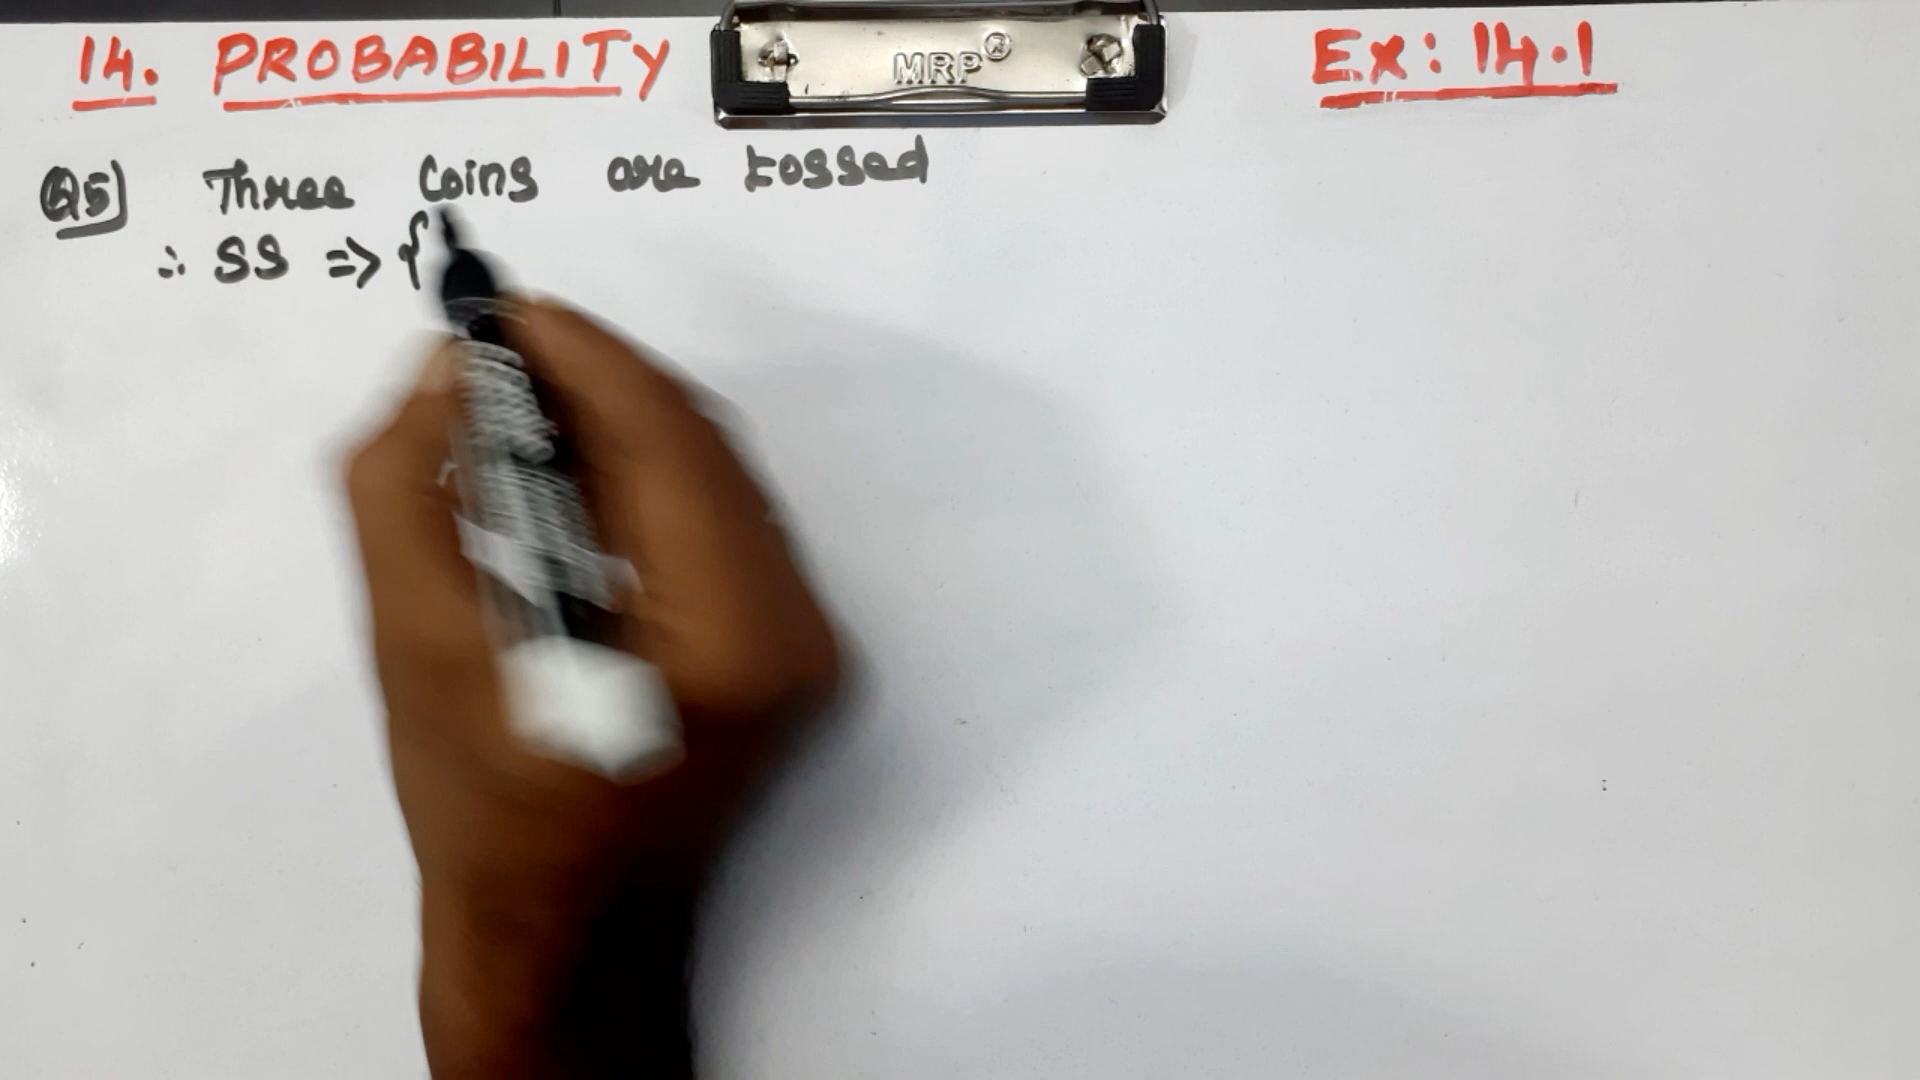 14. PROBABILITY
MRP®
Ex: 14.1
Q5) Three Coins are tossed
∴ SS => {